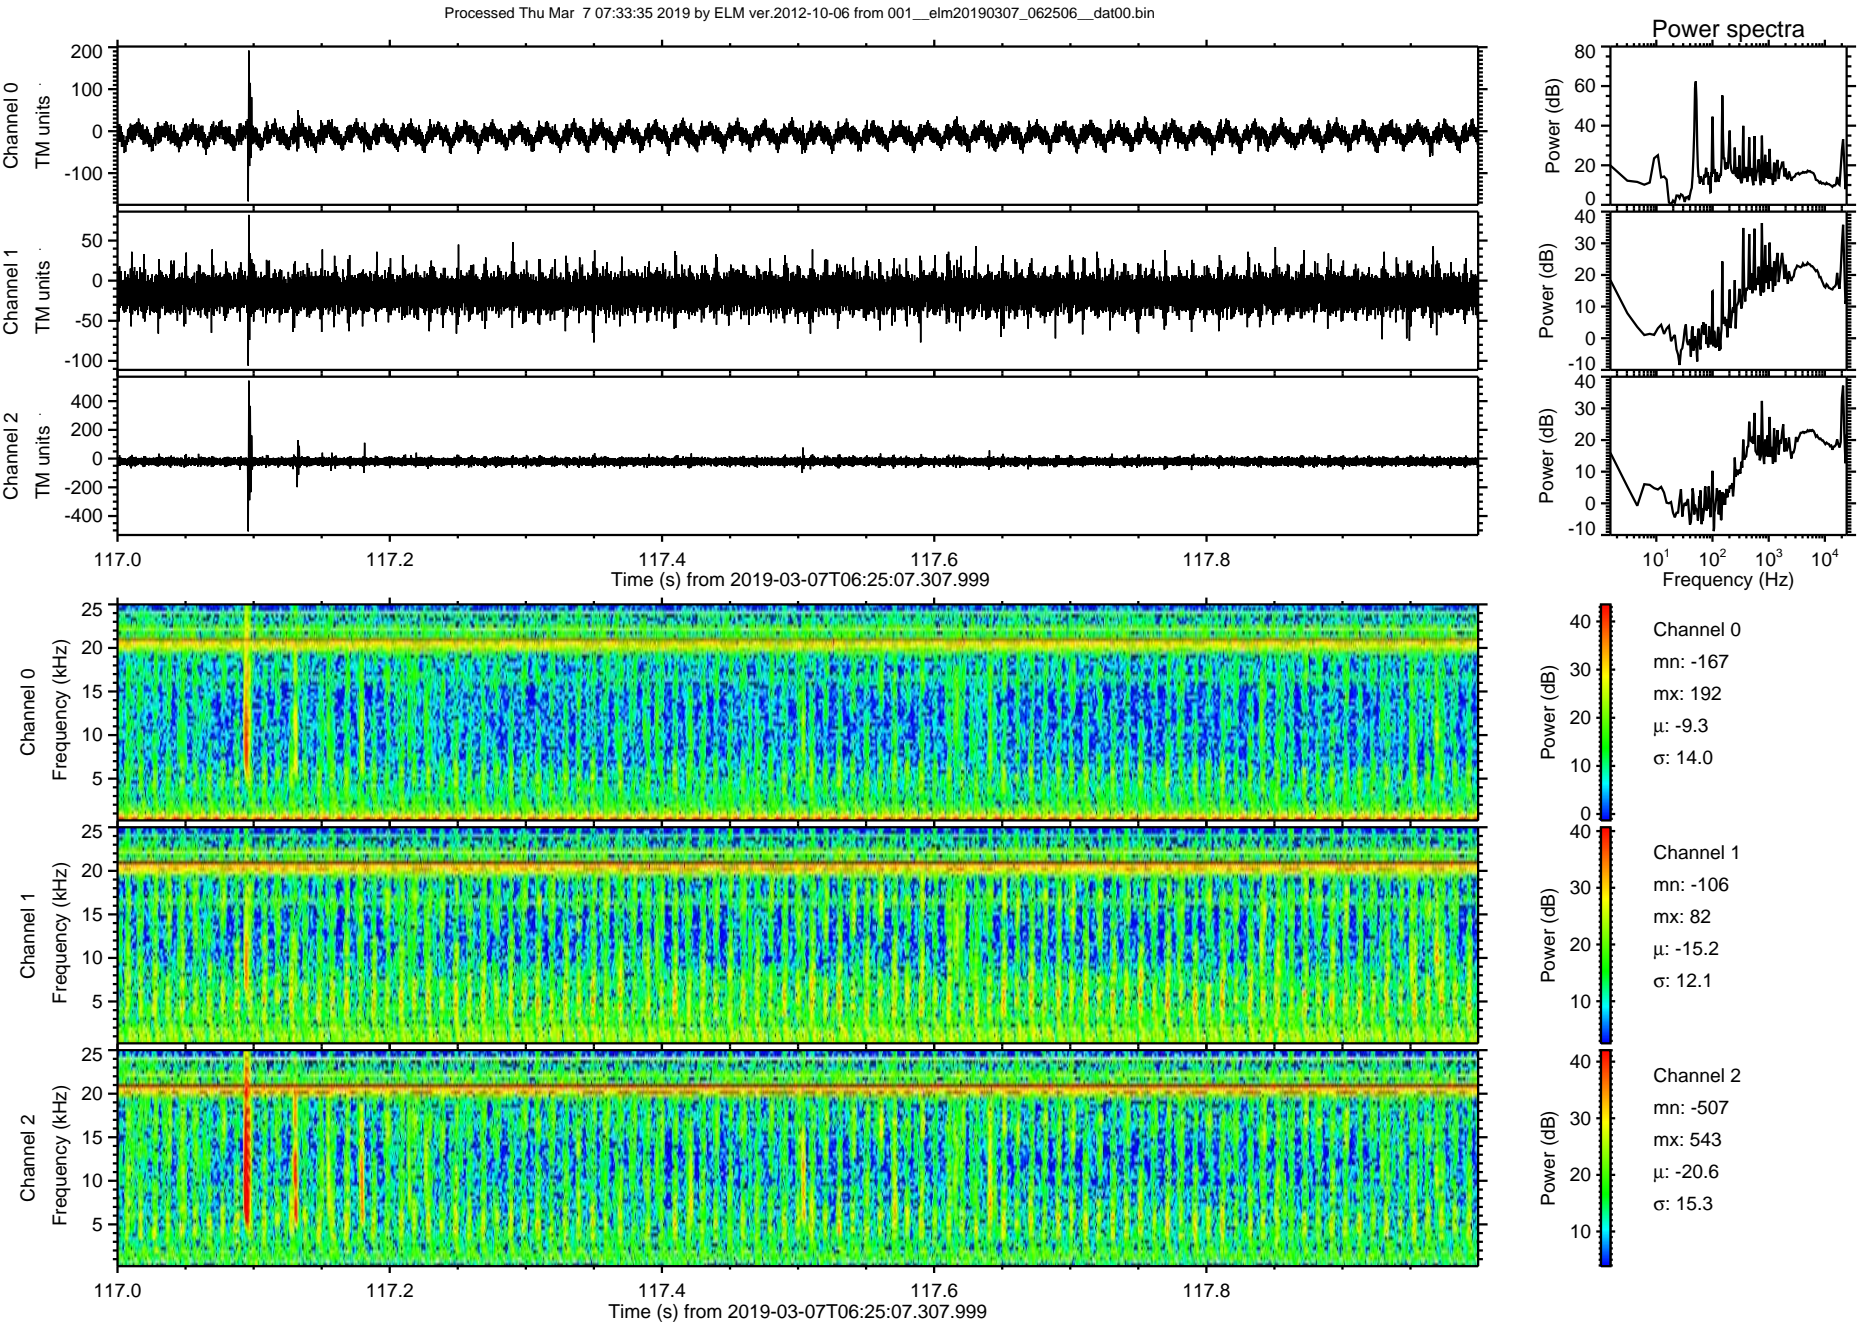 Processed Thu Mar  7 07:33:35 2019 by ELM ver.2012-10-06 from 001__elm20190307_062506__dat00.bin
Power spectra
Channel 0
TM units
200
100
0
-100
Power (dB)
80
60
40
20
0
Channel 1
TM units
50
0
-50
-100
Power (dB)
40
30
20
10
0
-10
Channel 2
TM units
400
200
0
-200
-400
Power (dB)
40
30
20
10
0
-10
117.0 117.2 117.4 117.6 117.8
Time (s) from 2019-03-07T06:25:07.307.999
10¹ 10² 10³ 10⁴
Frequency (Hz)
Channel 0
Frequency (kHz)
25
20
15
10
5
Power (dB)
40
30
20
10
0
Channel 0
mn: -167
mx: 192
μ: -9.3
σ: 14.0
Channel 1
Frequency (kHz)
25
20
15
10
5
Power (dB)
40
30
20
10
Channel 1
mn: -106
mx: 82
μ: -15.2
σ: 12.1
Channel 2
Frequency (kHz)
25
20
15
10
5
Power (dB)
40
30
20
10
Channel 2
mn: -507
mx: 543
μ: -20.6
σ: 15.3
117.0 117.2 117.4 117.6 117.8
Time (s) from 2019-03-07T06:25:07.307.999